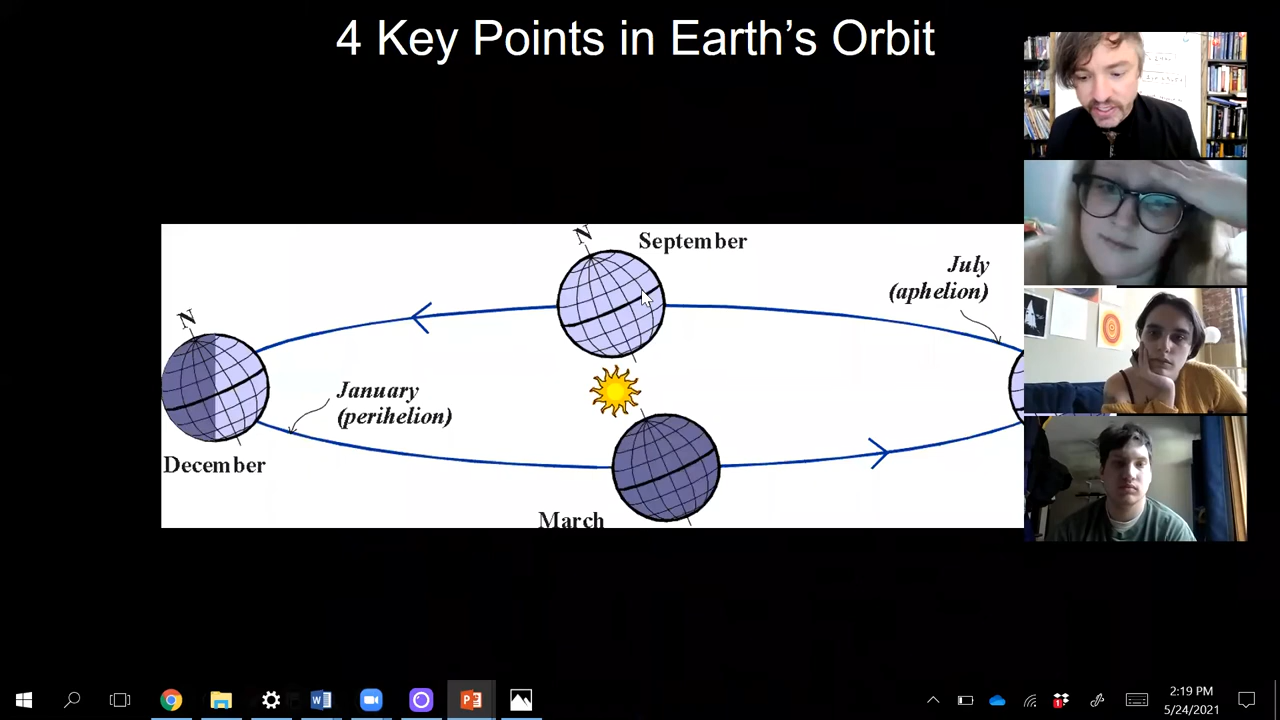 4 Key Points in Earth's Orbit
N
September
July
(aphelion)
N
January
(perihelion)
December
March
2:19 PM
5/24/2021